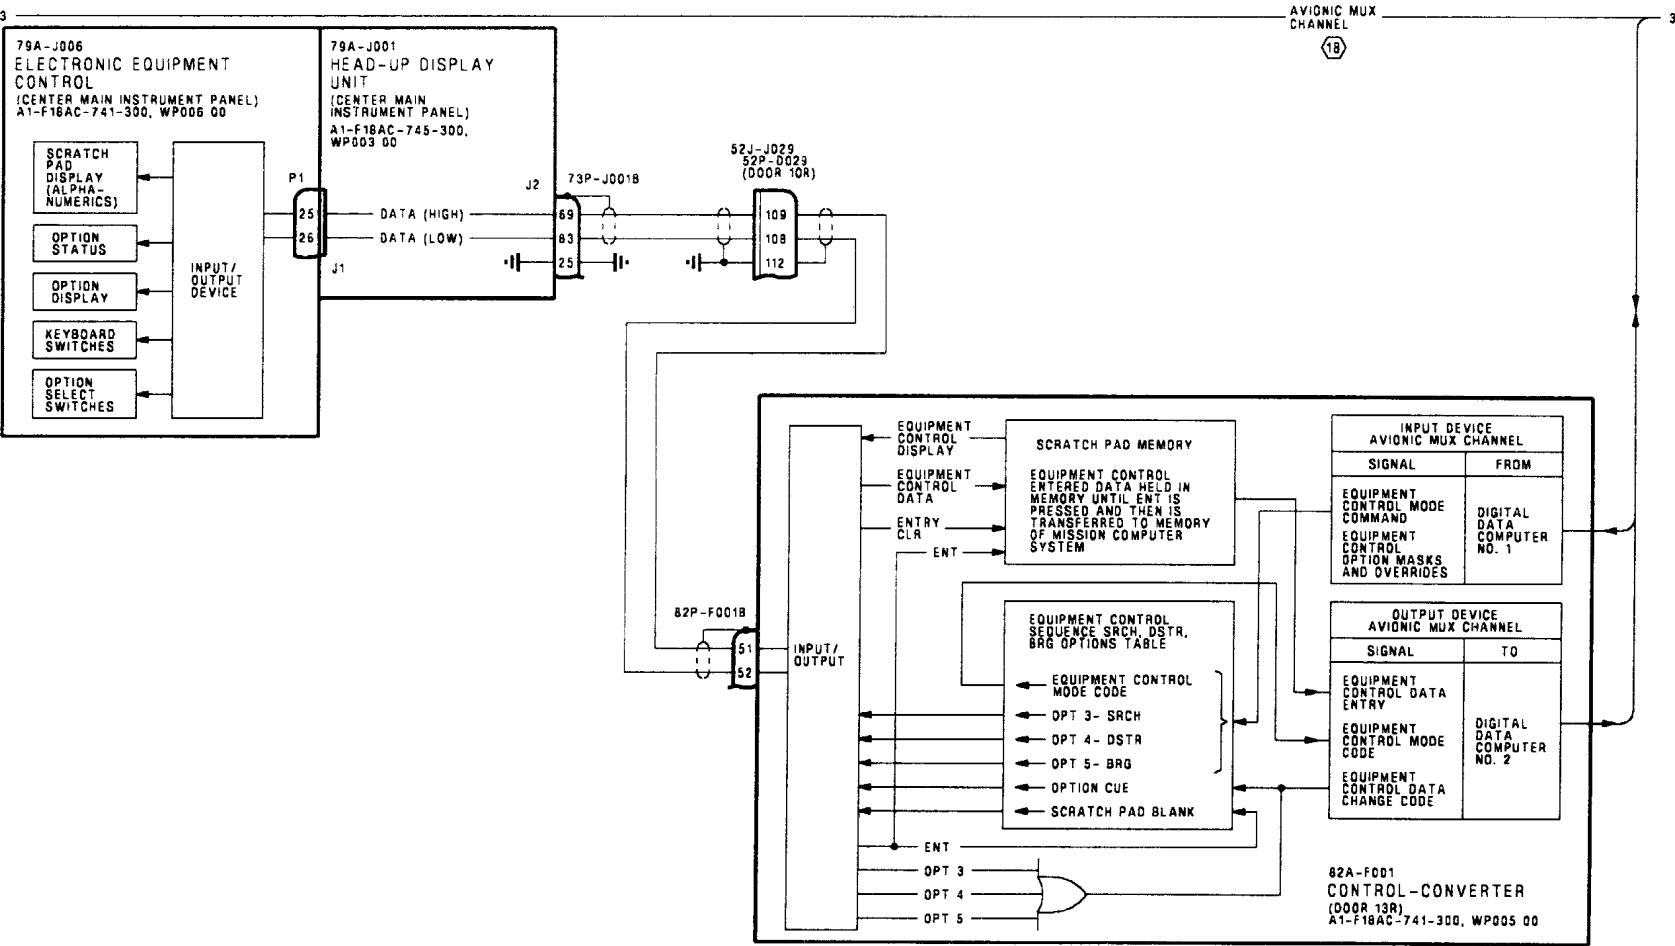 3
AVIONIC MUX
CHANNEL
18
3
79A-J006
ELECTRONIC EQUIPMENT
CONTROL
(CENTER MAIN INSTRUMENT PANEL)
A1-F18AC-741-300, WP006 00
SCRATCH
PAD
DISPLAY
(ALPHA-
NUMERICS)
OPTION
STATUS
OPTION
DISPLAY
KEYBOARD
SWITCHES
OPTION
SELECT
SWITCHES
INPUT/
OUTPUT
DEVICE
P1
25
26
J1
79A-J001
HEAD-UP DISPLAY
UNIT
(CENTER MAIN
INSTRUMENT PANEL)
A1-F18AC-745-300,
WP003 00
DATA (HIGH)
DATA (LOW)
J2
73P-J001B
69
83
25
52J-J029
52P-D029
(DOOR 10R)
109
108
112
82P-F001B
51
52
INPUT/
OUTPUT
EQUIPMENT
CONTROL
DISPLAY
EQUIPMENT
CONTROL
DATA
ENTRY
CLR
ENT
SCRATCH PAD MEMORY
EQUIPMENT CONTROL
ENTERED DATA HELD IN
MEMORY UNTIL ENT IS
PRESSED AND THEN IS
TRANSFERRED TO MEMORY
OF MISSION COMPUTER
SYSTEM
EQUIPMENT CONTROL
SEQUENCE SRCH, DSTR,
BRG OPTIONS TABLE
EQUIPMENT CONTROL
MODE CODE
OPT 3- SRCH
OPT 4- DSTR
OPT 5- BRG
OPTION CUE
SCRATCH PAD BLANK
ENT
OPT 3
OPT 4
OPT 5
INPUT DEVICE
AVIONIC MUX CHANNEL
SIGNAL FROM
EQUIPMENT
CONTROL MODE
COMMAND
EQUIPMENT
CONTROL
OPTION MASKS
AND OVERRIDES
DIGITAL
DATA
COMPUTER
NO. 1
OUTPUT DEVICE
AVIONIC MUX CHANNEL
SIGNAL TO
EQUIPMENT
CONTROL DATA
ENTRY
EQUIPMENT
CONTROL MODE
CODE
EQUIPMENT
CONTROL DATA
CHANGE CODE
DIGITAL
DATA
COMPUTER
NO. 2
82A-F001
CONTROL-CONVERTER
(DOOR 13R)
A1-F18AC-741-300, WP005 00